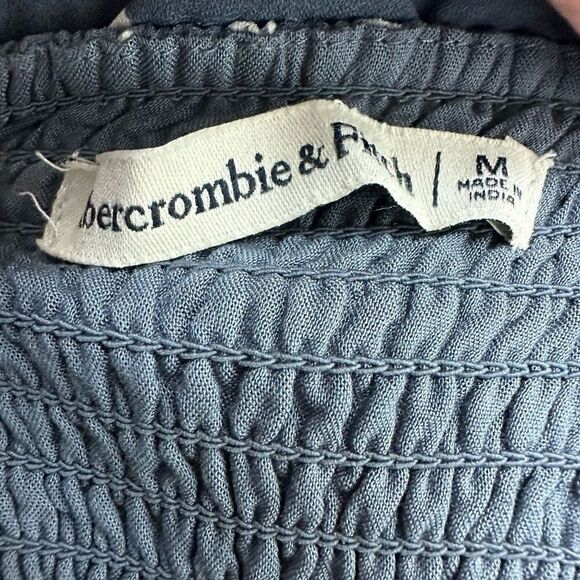 Abercrombie & Fitch
M
MADE IN
INDIA